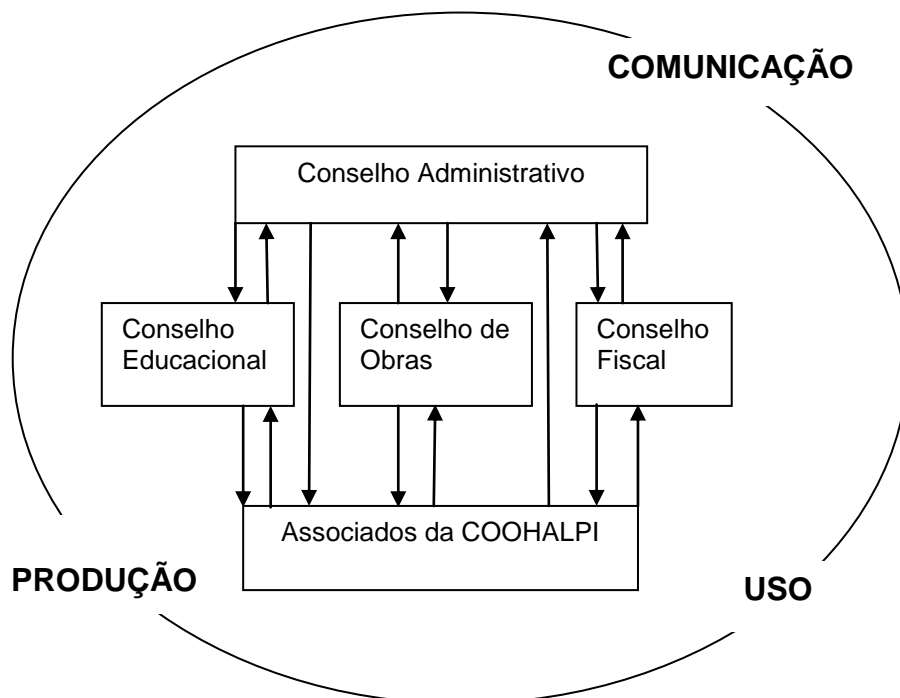 COMUNICAÇÃO
Conselho Administrativo
Conselho
Educacional
Conselho de
Obras
Conselho
Fiscal
Associados da COOHALPI
PRODUÇÃO
USO